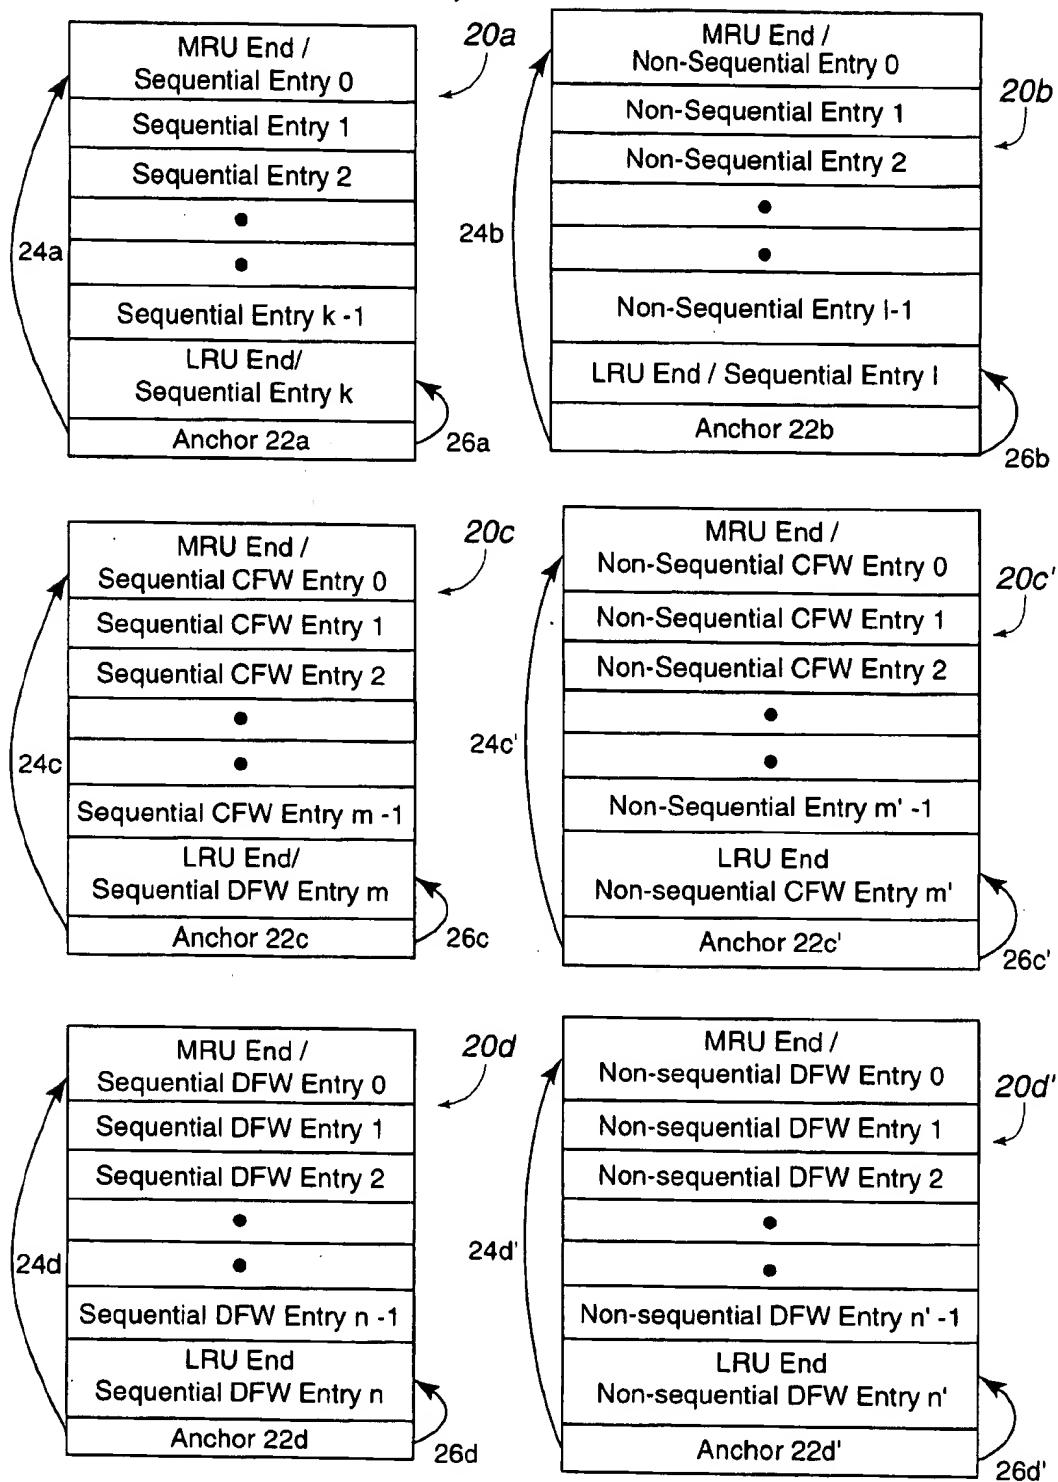 MRU End /
Sequential Entry 0
Sequential Entry 1
Sequential Entry 2
Sequential Entry k -1
LRU End/
Sequential Entry k
Anchor 22a
20a
24a
26a
MRU End /
Non-Sequential Entry 0
Non-Sequential Entry 1
Non-Sequential Entry 2
Non-Sequential Entry l-1
LRU End / Sequential Entry l
Anchor 22b
20b
24b
26b
MRU End /
Sequential CFW Entry 0
Sequential CFW Entry 1
Sequential CFW Entry 2
Sequential CFW Entry m -1
LRU End/
Sequential DFW Entry m
Anchor 22c
20c
24c
26c
MRU End /
Non-Sequential CFW Entry 0
Non-Sequential CFW Entry 1
Non-Sequential CFW Entry 2
Non-Sequential Entry m' -1
LRU End
Non-sequential CFW Entry m'
Anchor 22c'
20c'
24c'
26c'
MRU End /
Sequential DFW Entry 0
Sequential DFW Entry 1
Sequential DFW Entry 2
Sequential DFW Entry n -1
LRU End
Sequential DFW Entry n
Anchor 22d
20d
24d
26d
MRU End /
Non-sequential DFW Entry 0
Non-sequential DFW Entry 1
Non-sequential DFW Entry 2
Non-sequential DFW Entry n' -1
LRU End
Non-sequential DFW Entry n'
Anchor 22d'
20d'
24d'
26d'